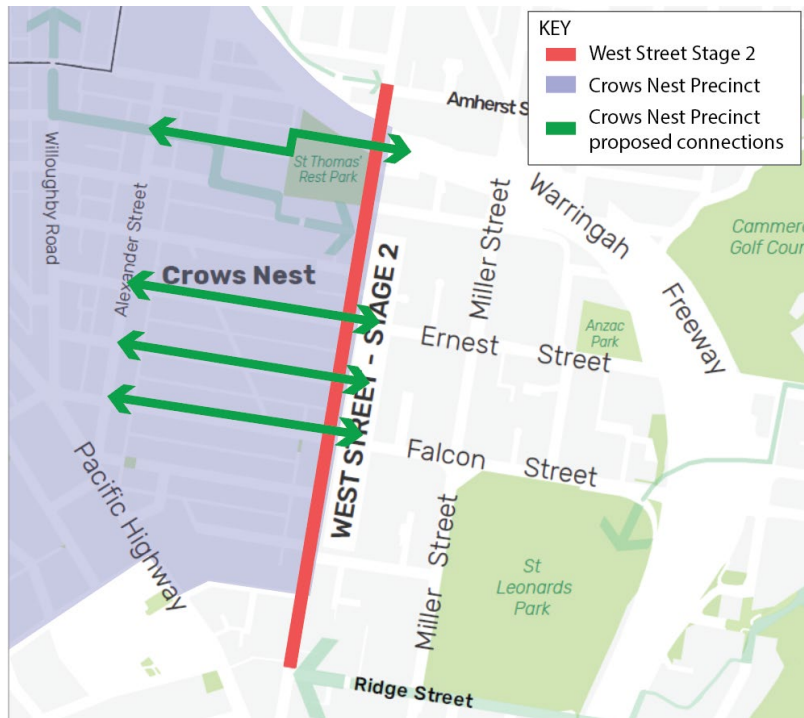 KEY
West Street Stage 2
Crows Nest Precinct
Crows Nest Precinct
proposed connections
Amherst S
Willoughby Road
St Thomas'
Rest Park
Alexander Street
Miller Street
Warringah
Freeway
Cammer
Golf Cou
Crows Nest
WEST STREET - STAGE 2
Anzac
Park
Ernest Street
Falcon Street
Pacific Highway
Miller Street
St
Leonards
Park
Ridge Street